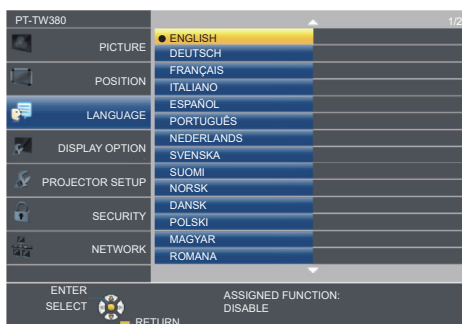 PT-TW380
1/2
PICTURE
POSITION
LANGUAGE
DISPLAY OPTION
PROJECTOR SETUP
SECURITY
NETWORK
ENGLISH
DEUTSCH
FRANÇAIS
ITALIANO
ESPAÑOL
PORTUGUÊS
NEDERLANDS
SVENSKA
SUOMI
NORSK
DANSK
POLSKI
MAGYAR
ROMANA
ENTER
SELECT
RETURN
ASSIGNED FUNCTION:
DISABLE